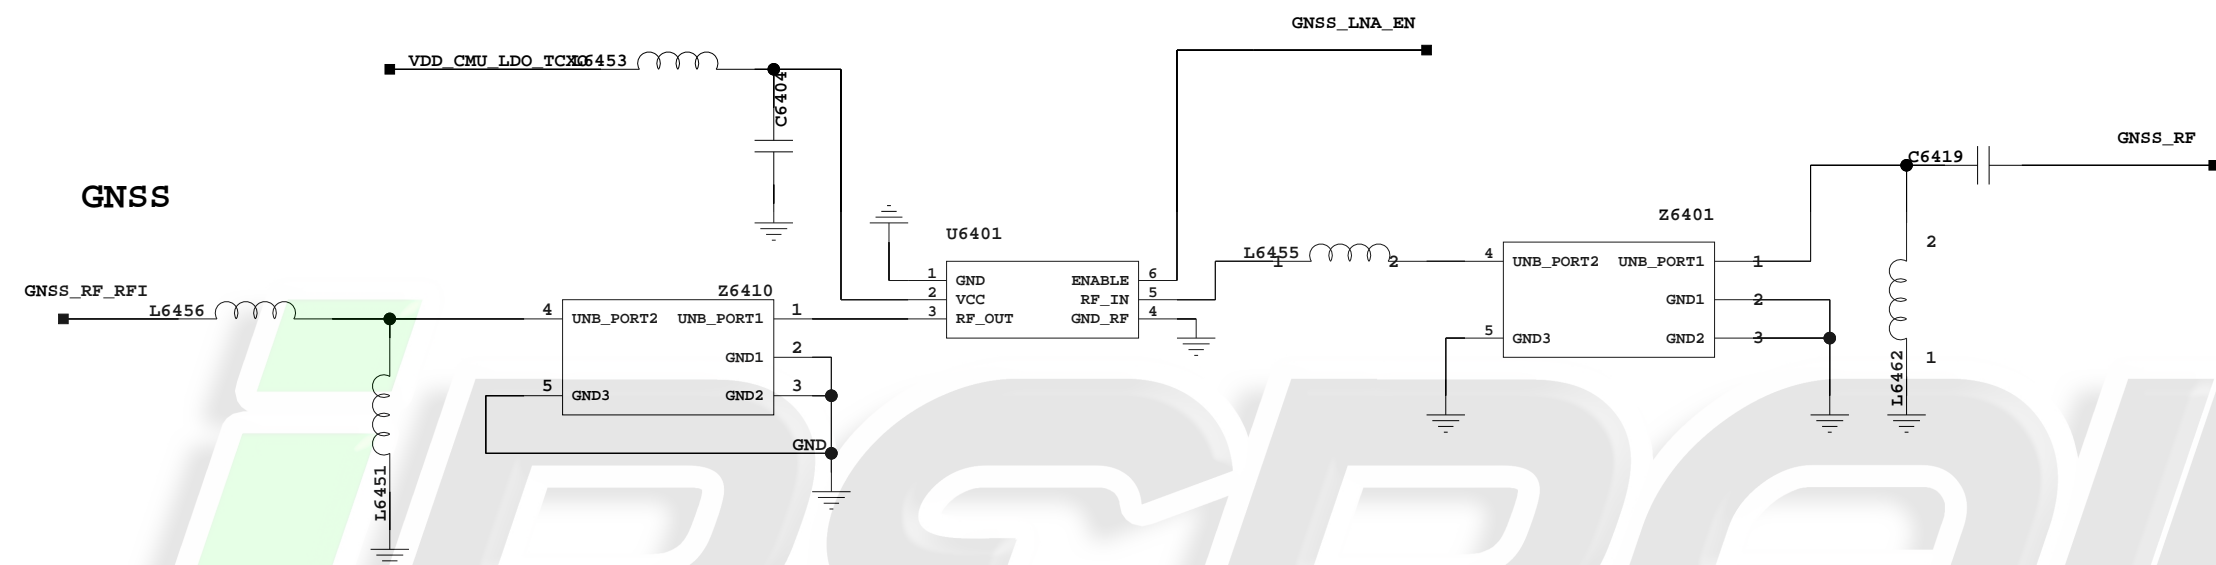 GNSS_LNA_EN
VDD_CMU_LDO_TCXO
L6453
C6404
GNSS_RF
C6419
GNSS
Z6401
U6401
2
L6455
1
2
4
UNB_PORT2
UNB_PORT1
1
1
GND
ENABLE
6
GNSS_RF_RFI
Z6410
2
VCC
RF_IN
5
GND1
2
L6456
4
UNB_PORT2
UNB_PORT1
1
3
RF_OUT
GND_RF
4
5
GND3
GND2
3
GND1
2
1
L6462
5
GND3
GND2
3
GND
L6451